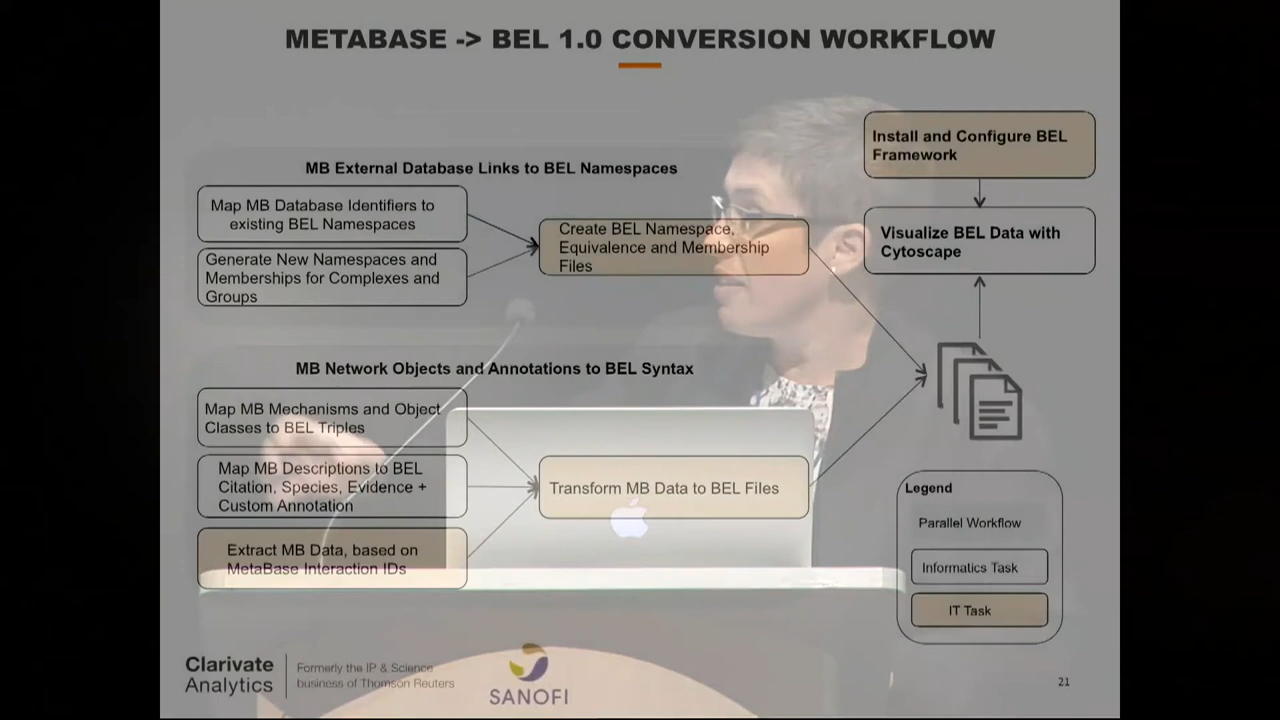 METABASE -> BEL 1.0 CONVERSION WORKFLOW
MB External Database Links to BEL Namespaces
Map MB Database Identifiers to
existing BEL Namespaces
Generate New Namespaces and
Memberships for Complexes and
Groups
Create BEL Namespace,
Equivalence and Membership
Files
Install and Configure BEL
Framework
Visualize BEL Data with
Cytoscape
MB Network Objects and Annotations to BEL Syntax
Map MB Mechanisms and Object
Classes to BEL Triples
Map MB Descriptions to BEL
Citation, Species, Evidence +
Custom Annotation
Extract MB Data, based on
MetaBase Interaction IDs
Transform MB Data to BEL Files
Legend
Parallel Workflow
Informatics Task
IT Task
Clarivate
Analytics
Formerly the IP & Science
business of Thomson Reuters
SANOFI
21